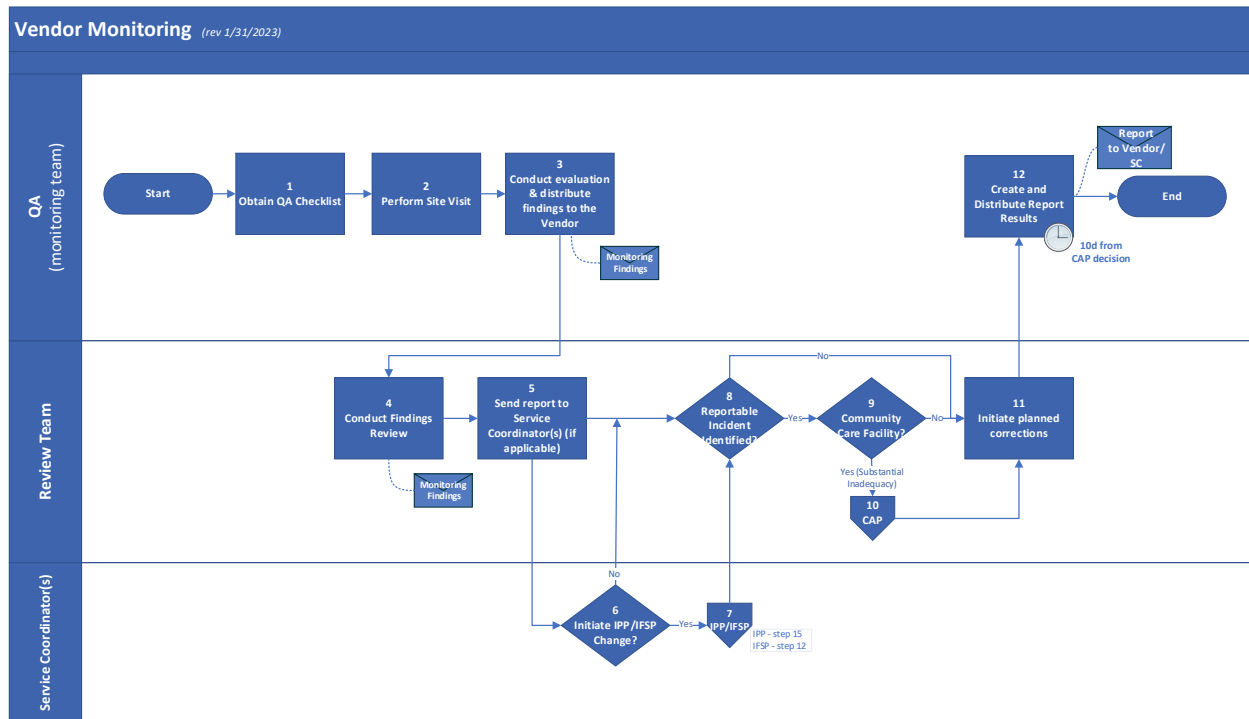 Vendor Monitoring (rev 1/31/2023)
QA
(monitoring team)
Start
1
Obtain QA Checklist
2
Perform Site Visit
3
Conduct evaluation
& distribute
findings to the
Vendor
Monitoring
Findings
12
Create and
Distribute Report
Results
Report
to Vendor/
SC
End
10d from
CAP decision
Review Team
4
Conduct Findings
Review
Monitoring
Findings
5
Send report to
Service
Coordinator(s) (if
applicable)
8
Reportable
Incident
Identified?
No
Yes
9
Community
Care Facility?
No
Yes (Substantial
Inadequacy)
10
CAP
11
Initiate planned
corrections
Service Coordinator(s)
No
6
Initiate IPP/IFSP
Change?
Yes
7
IPP/IFSP
IPP - step 15
IFSP - step 12